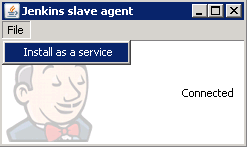 Jenkins slave agent
File
Install as a service
Connected